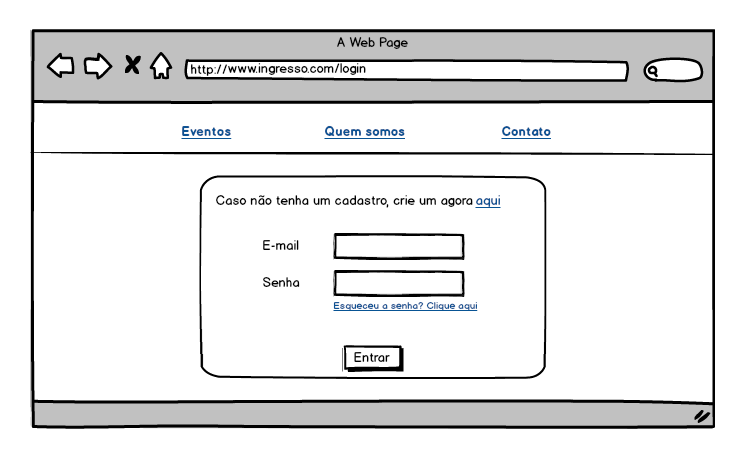 A Web Page
http://www.ingresso.com/login
Eventos Quem somos Contato
Caso não tenha um cadastro, crie um agora aqui
E-mail
Senha
Esqueceu a senha? Clique aqui
Entrar